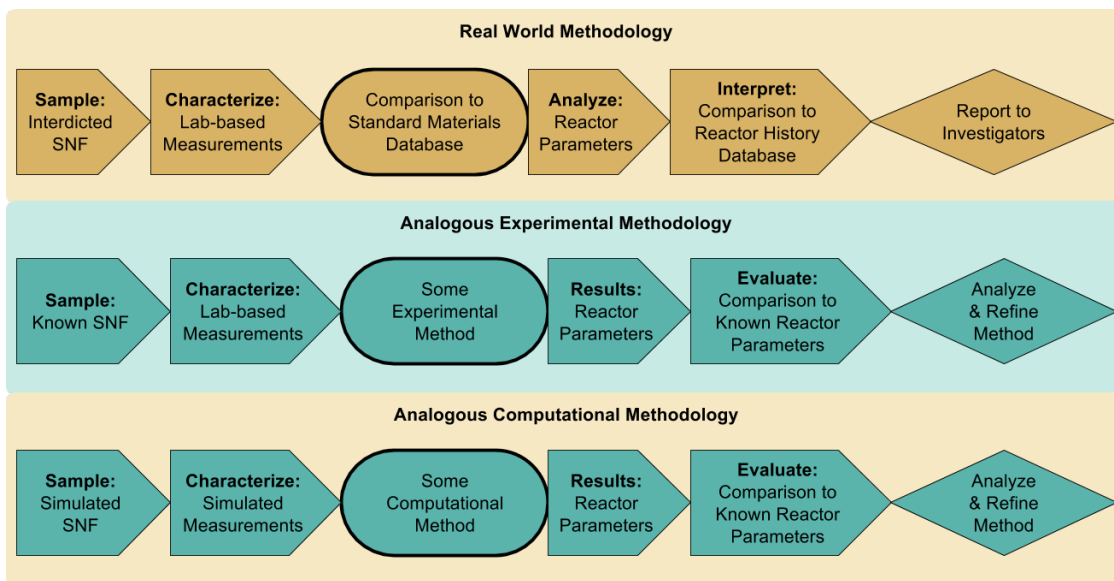 Real World Methodology
Sample:
Interdicted
SNF
Characterize:
Lab-based
Measurements
Comparison to
Standard Materials
Database
Analyze:
Reactor
Parameters
Interpret:
Comparison to
Reactor History
Database
Report to
Investigators
Analogous Experimental Methodology
Sample:
Known SNF
Characterize:
Lab-based
Measurements
Some
Experimental
Method
Results:
Reactor
Parameters
Evaluate:
Comparison to
Known Reactor
Parameters
Analyze
& Refine
Method
Analogous Computational Methodology
Sample:
Simulated
SNF
Characterize:
Simulated
Measurements
Some
Computational
Method
Results:
Reactor
Parameters
Evaluate:
Comparison to
Known Reactor
Parameters
Analyze
& Refine
Method